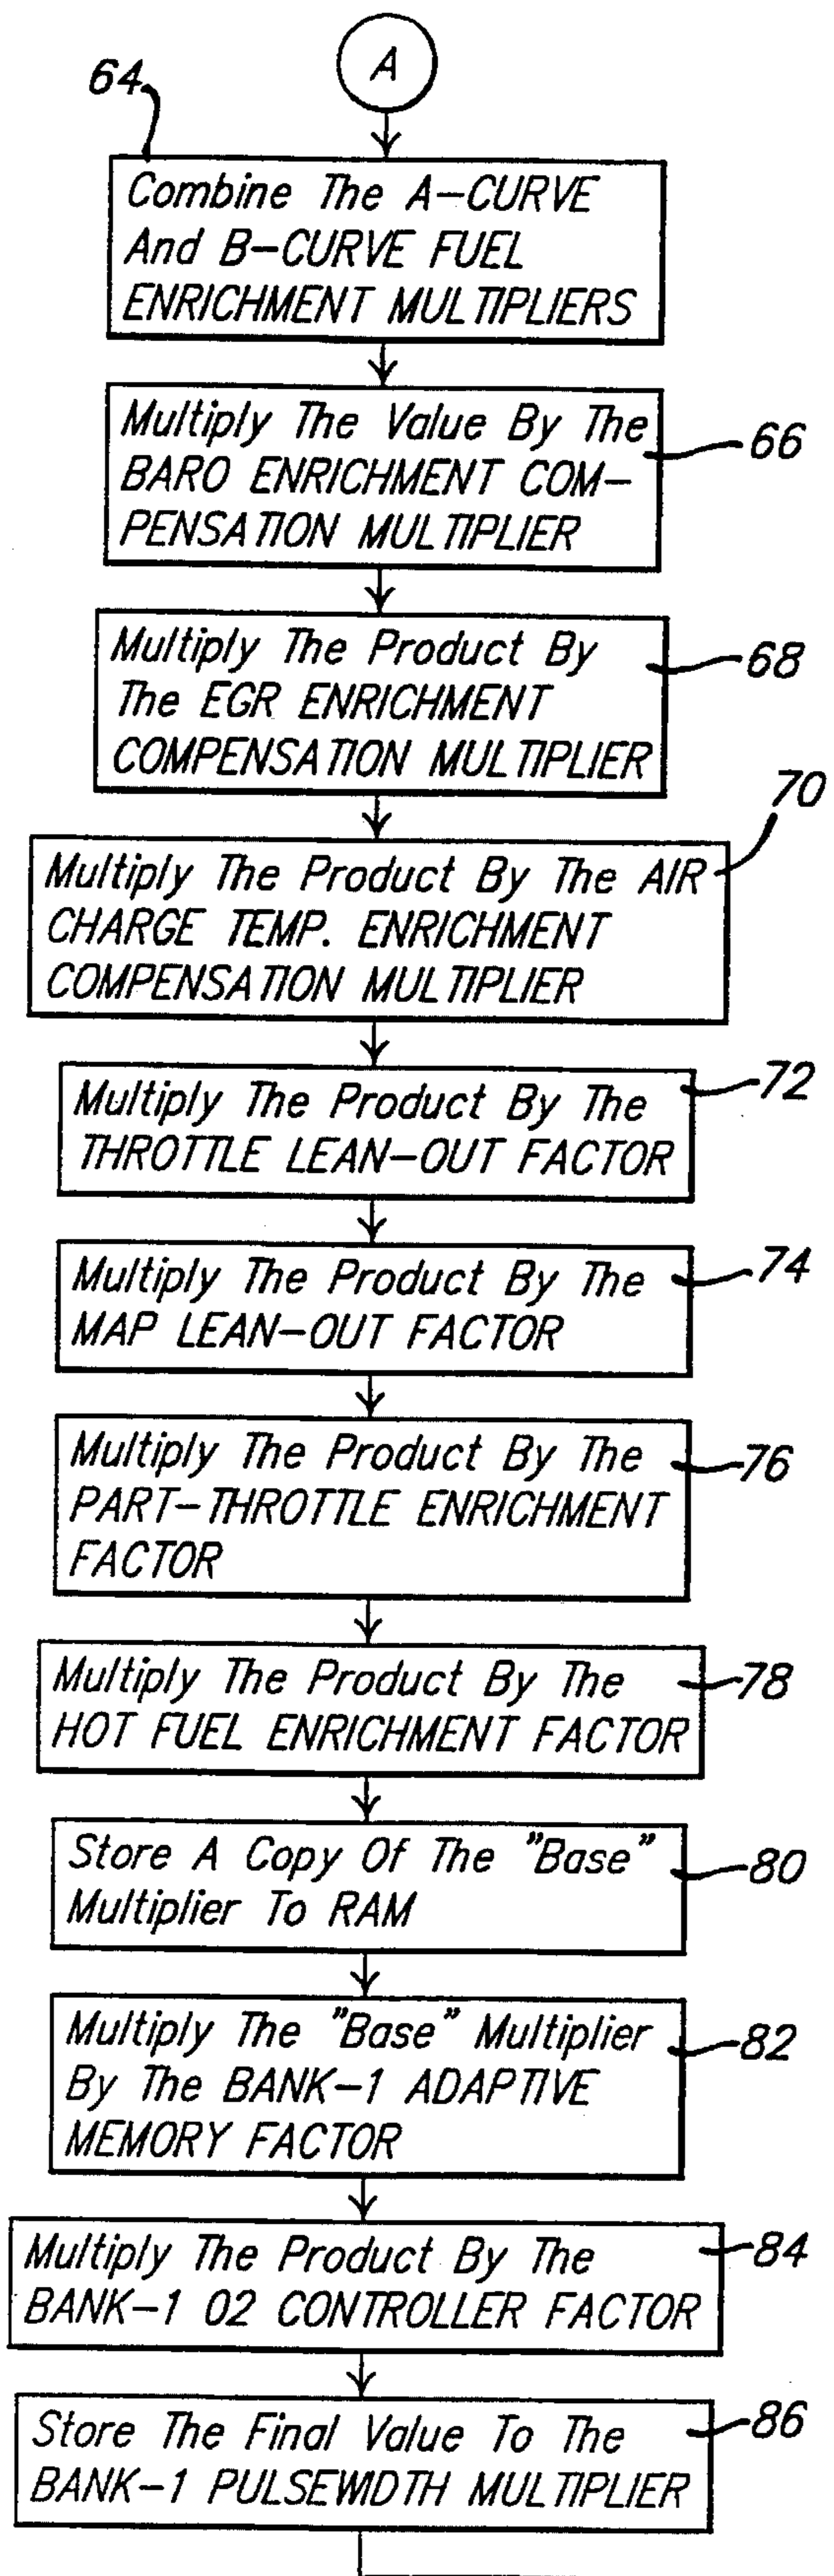 A
64
Combine The A-CURVE
And B-CURVE FUEL
ENRICHMENT MULTIPLIERS
Multiply The Value By The
BARO ENRICHMENT COM-
PENSATION MULTIPLIER
66
Multiply The Product By
The EGR ENRICHMENT
COMPENSATION MULTIPLIER
68
Multiply The Product By The AIR
CHARGE TEMP. ENRICHMENT
COMPENSATION MULTIPLIER
70
Multiply The Product By The
THROTTLE LEAN-OUT FACTOR
72
Multiply The Product By The
MAP LEAN-OUT FACTOR
74
Multiply The Product By The
PART-THROTTLE ENRICHMENT
FACTOR
76
Multiply The Product By The
HOT FUEL ENRICHMENT FACTOR
78
Store A Copy Of The "Base"
Multiplier To RAM
80
Multiply The "Base" Multiplier
By The BANK-1 ADAPTIVE
MEMORY FACTOR
82
Multiply The Product By The
BANK-1 O2 CONTROLLER FACTOR
84
Store The Final Value To The
BANK-1 PULSEWIDTH MULTIPLIER
86